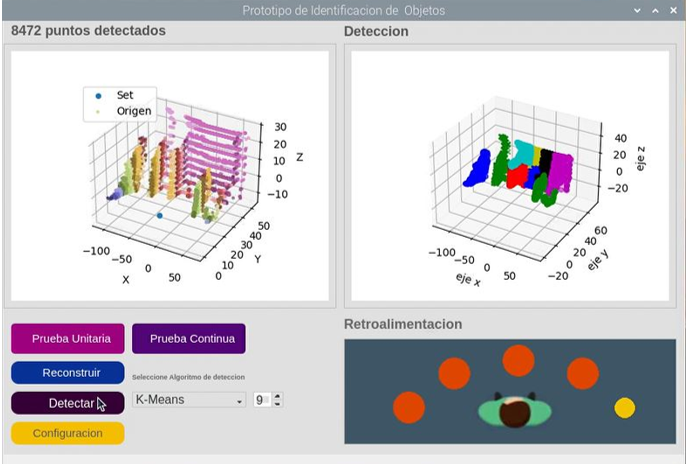 Prototipo de Identificacion de Objetos
8472 puntos detectados
Deteccion
Set
Origen
30
20
10
0
−10
Z
−100
−50
0
50
X
0
10
20
30
40
50
Y
40
20
0
−20
eje z
−100
−50
0
50
eje x
−20
0
20
40
60
eje y
Prueba Unitaria
Prueba Continua
Reconstruir
Seleccione Algoritmo de deteccion
Detectar
K-Means
9
Configuracion
Retroalimentacion